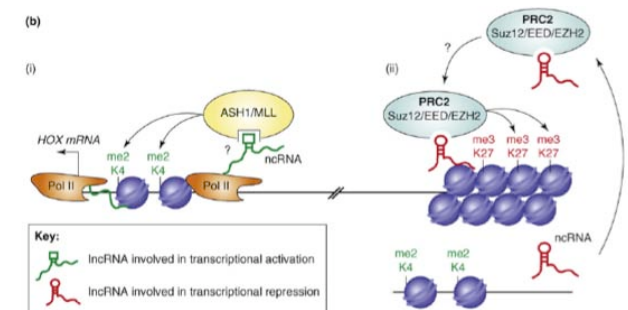 (b)
(i)
ASH1/MLL
HOX mRNA
me2 me2
K4 K4
?
ncRNA
Pol II
Pol II
Key:
lncRNA involved in transcriptional activation
lncRNA involved in transcriptional repression
(ii)
PRC2
Suz12/EED/EZH2
?
PRC2
Suz12/EED/EZH2
me3 me3 me3
K27 K27 K27
ncRNA
me2 me2
K4 K4